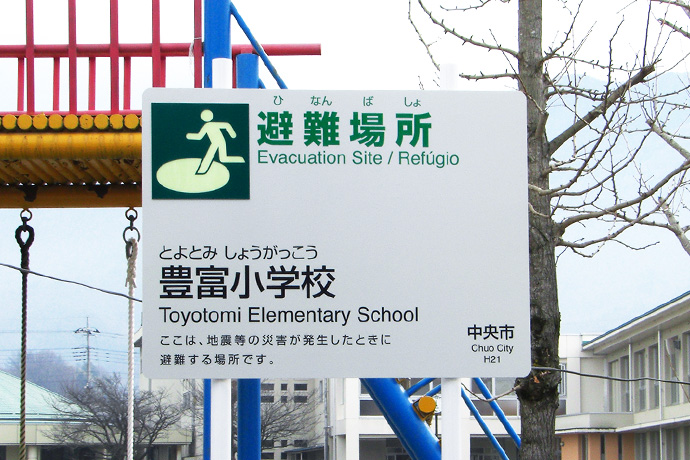 ひ なん ば しょ
避難場所
Evacuation Site / Refúgio
とよとみ しょうがっこう
豊富小学校
Toyotomi Elementary School
ここは、地震等の災害が発生したときに
避難する場所です。
中央市
Chuo City
H21